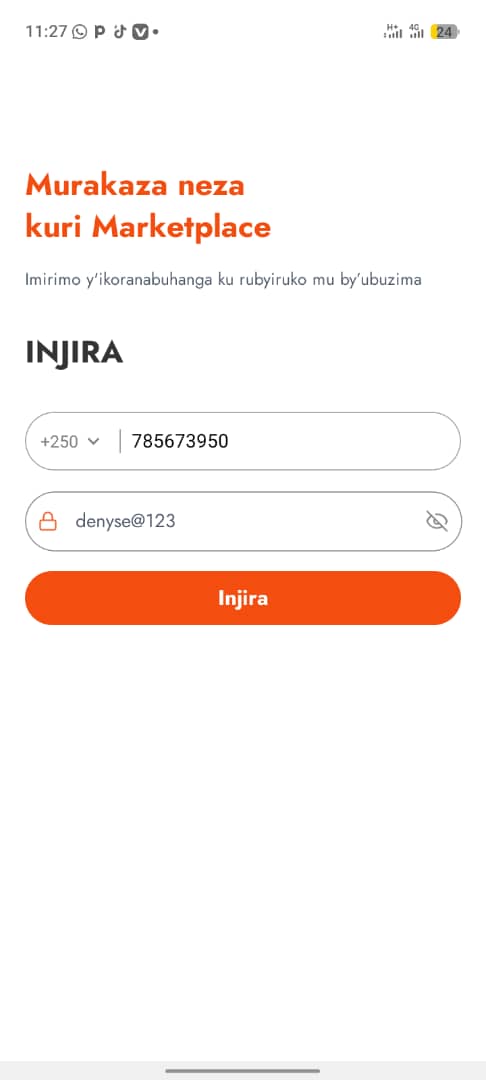 11:27
H+ 4G 24
Murakaza neza
kuri Marketplace
Imirimo y'ikoranabuhanga ku rubyiruko mu by'ubuzima
INJIRA
+250 785673950
denyse@123
Injira